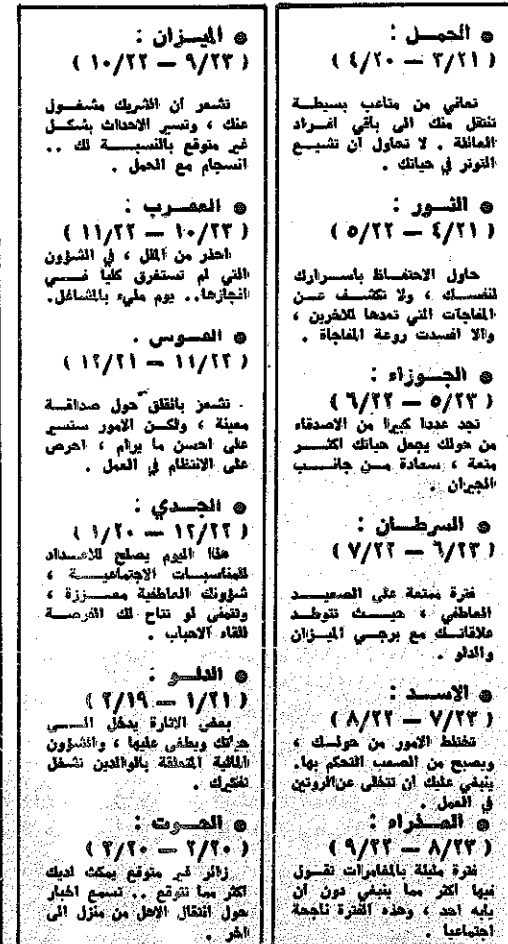 ● الحمل :
( ٣/٢١ — ٤/٢٠ )
تعاني من متاعب بسيطة
تنتقل منك الى باقي افراد
العائلة . لا تحاول ان تشيع
التوتر في حياتك .
● الثور :
( ٤/٢١ — ٥/٢٢ )
حاول الاحتفاظ باسرارك
لنفسك ، ولا تكشف عن
المفاجآت التي تعدها للاخرين ،
والا افسدت روعة المفاجاة .
● الجوزاء :
( ٥/٢٣ — ٦/٢٢ )
تجد عددا كبيرا من الاصدقاء
من حولك يجعل حياتك اكثر
متعة ، سعادة من جانب
الجيران .
● السرطان :
( ٦/٢٣ — ٧/٢٢ )
فترة ممتعة على الصعيد
العاطفي ، حيث تتوطد
علاقاتك مع برجي الميزان
والدلو .
● الاسد :
( ٧/٢٣ — ٨/٢٢ )
تختلط الامور من حولك ،
ويصبح من الصعب التحكم بها.
ينبغي عليك ان تتخلى عن الروتين
في العمل .
● العذراء :
( ٨/٢٣ — ٩/٢٢ )
فترة مليئة بالمغامرات تقول
فيها اكثر مما ينبغي دون ان
يابه احد ، وهذه الفترة ناجحة
اجتماعيا .
● الميزان :
( ٩/٢٣ — ١٠/٢٢ )
تشعر ان الشريك مشغول
عنك ، وتسير الاحداث بشكل
غير متوقع بالنسبة لك ..
انسجام مع الحمل .
● العقرب :
( ١٠/٢٣ — ١١/٢٢ )
احذر من الملل ، في الشؤون
التي لم تستغرق كليا في
انجازها.. يوم مليء بالمشاغل.
● القوس .
( ١١/٢٣ — ١٢/٢١ )
تشعر بالقلق حول صداقة
معينة ، ولكن الامور ستسير
على احسن ما يرام ، احرص
على الانتظام في العمل .
● الجدي :
( ١٢/٢٢ — ١/٢٠ )
هذا اليوم يصلح للاعداد
للمناسبات الاجتماعية ،
شؤونك العاطفية معززة ،
وتتمنى لو تتاح لك الفرصة
للقاء الاحباب .
● الدلو :
( ١/٢١ — ٢/١٩ )
بعض الاثارة يدخل الى
حياتك ويطغى عليها ، والشؤون
المالية المتعلقة بالوالدين تشغل
تفكيرك .
● الحوت :
( ٢/٢٠ — ٣/٢٠ )
زائر غير متوقع يمكث لديك
اكثر مما تتوقع .. تسمع اخبار
حول انتقال الاهل من منزل الى
اخر .